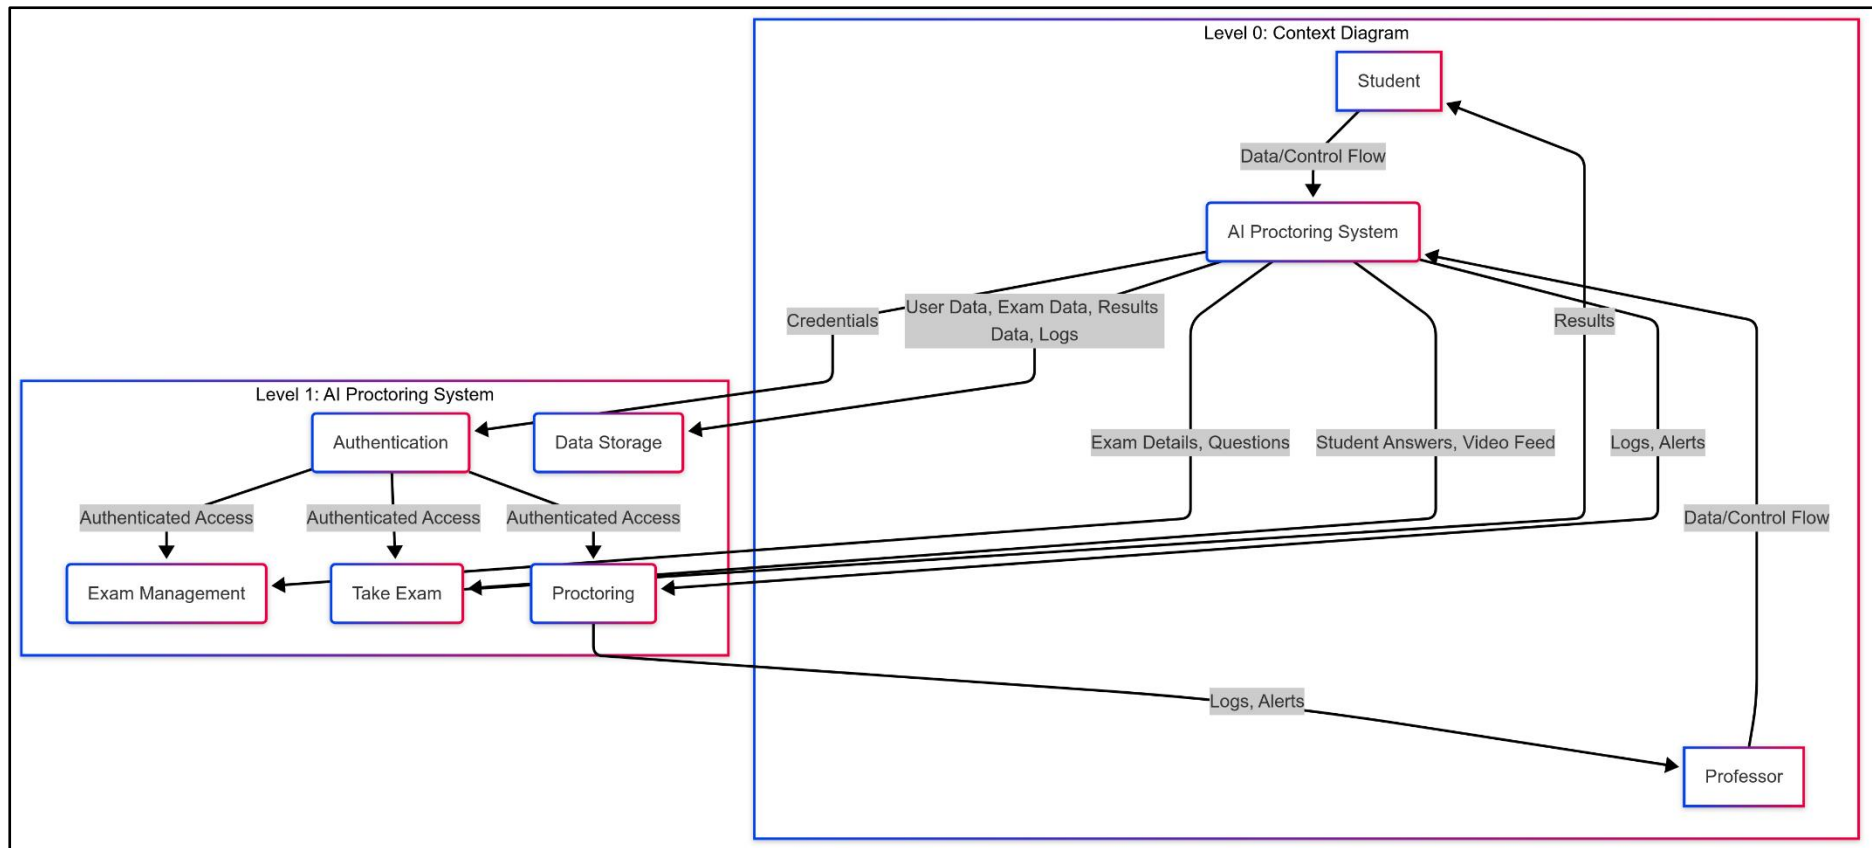 Level 0: Context Diagram
Student
Data/Control Flow
AI Proctoring System
Credentials
User Data, Exam Data, Results
Data, Logs
Results
Level 1: AI Proctoring System
Authentication
Data Storage
Exam Details, Questions
Student Answers, Video Feed
Logs, Alerts
Authenticated Access
Authenticated Access
Authenticated Access
Data/Control Flow
Exam Management
Take Exam
Proctoring
Logs, Alerts
Professor